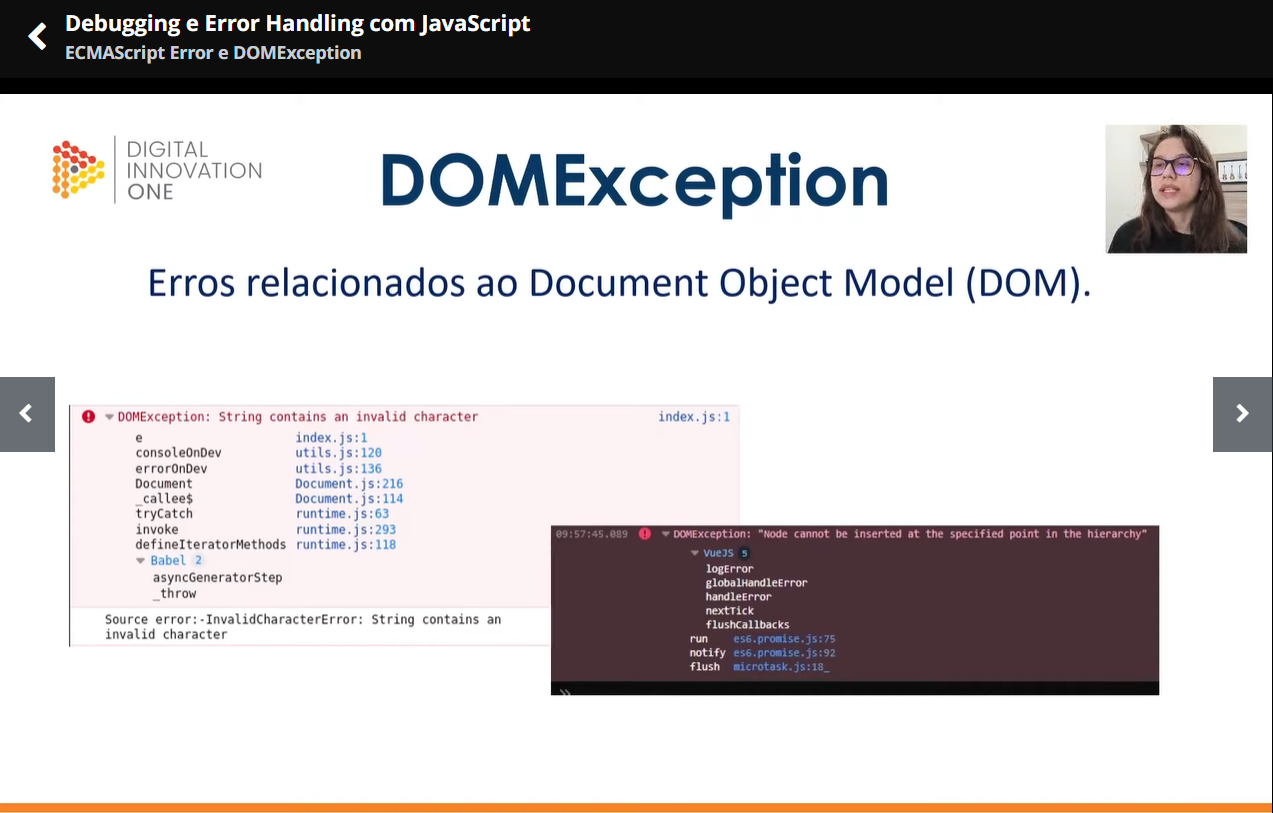 Debugging e Error Handling com JavaScript
ECMAScript Error e DOMException
DIGITAL
INNOVATION
ONE
DOMException
Erros relacionados ao Document Object Model (DOM).
DOMException: String contains an invalid character index.js:1
e index.js:1
consoleOnDev utils.js:120
errorOnDev utils.js:136
Document Document.js:216
_callee$ Document.js:114
tryCatch runtime.js:63
invoke runtime.js:293
defineIteratorMethods runtime.js:118
Babel 2
asyncGeneratorStep
_throw
Source error:-InvalidCharacterError: String contains an
invalid character
09:57:45.089 DOMException: "Node cannot be inserted at the specified point in the hierarchy"
VueJS 5
logError
globalHandleError
handleError
nextTick
flushCallbacks
run es6.promise.js:75
notify es6.promise.js:92
flush microtask.js:18_